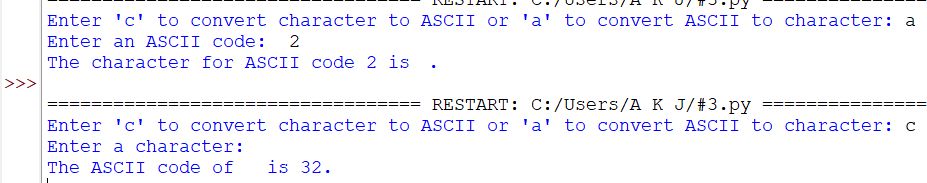 ================================== RESTART: C:/Users/A K J/#3.py ===============
Enter 'c' to convert character to ASCII or 'a' to convert ASCII to character: a
Enter an ASCII code:  2
The character for ASCII code 2 is  .
>>>
================================== RESTART: C:/Users/A K J/#3.py ===============
Enter 'c' to convert character to ASCII or 'a' to convert ASCII to character: c
Enter a character:
The ASCII code of   is 32.